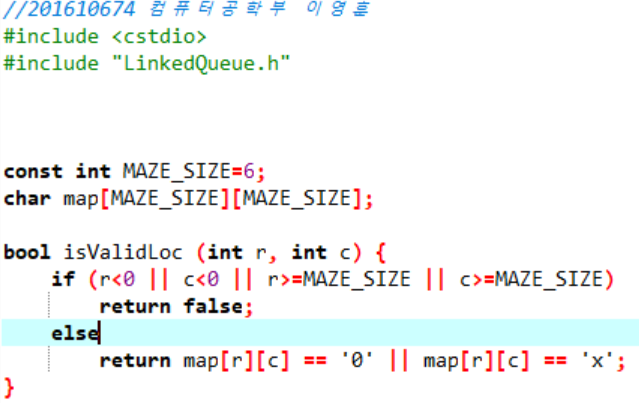 //201610674 컴퓨터공학부 이영훈
#include <cstdio>
#include "LinkedQueue.h"
const int MAZE_SIZE=6;
char map[MAZE_SIZE][MAZE_SIZE];
bool isValidLoc (int r, int c) {
    if (r<0 || c<0 || r>=MAZE_SIZE || c>=MAZE_SIZE)
        return false;
    else
        return map[r][c] == '0' || map[r][c] == 'x';
}